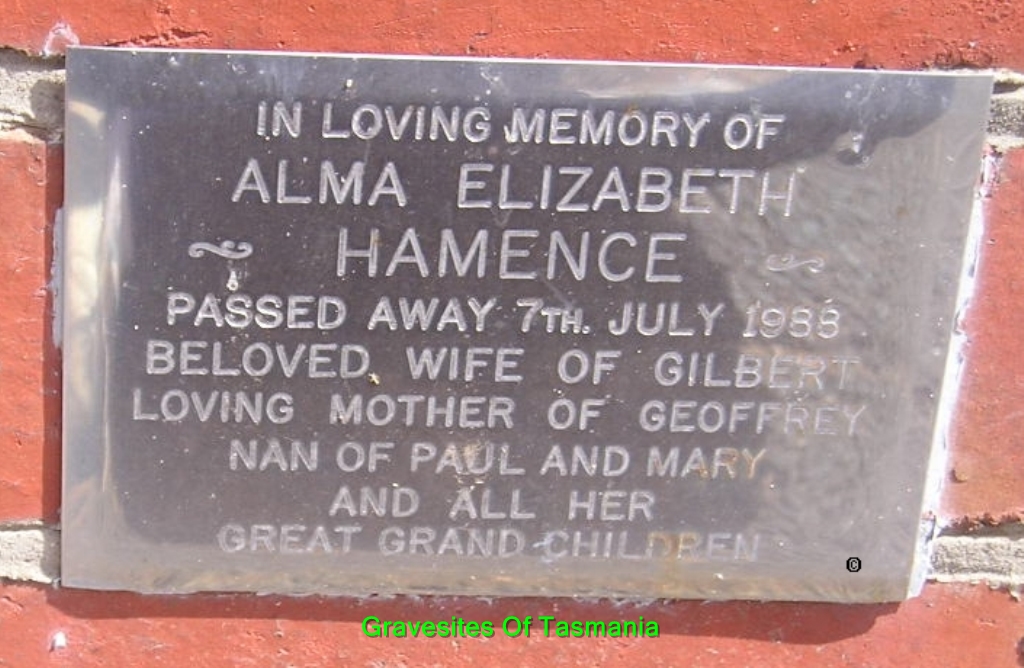 IN LOVING MEMORY OF
ALMA ELIZABETH
HAMENCE
PASSED AWAY 7TH. JULY 1988
BELOVED WIFE OF GILBERT
LOVING MOTHER OF GEOFFREY
NAN OF PAUL AND MARY
AND ALL HER
GREAT GRAND CHILDREN
©
Gravesites Of Tasmania